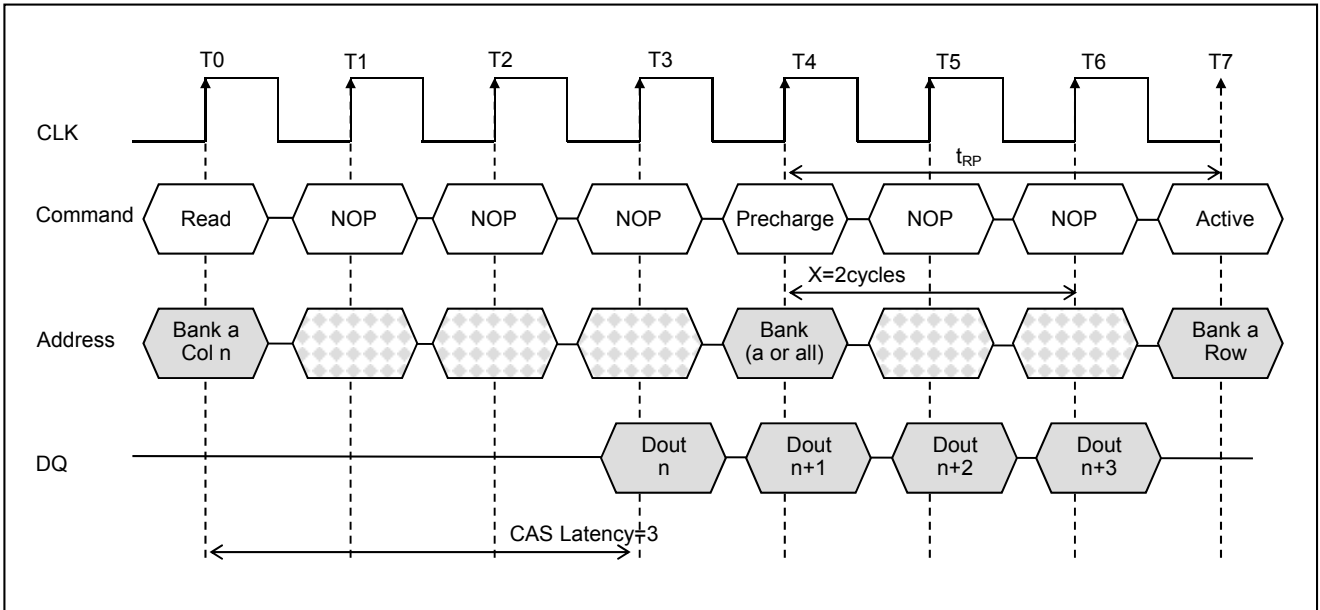 T0 T1 T2 T3 T4 T5 T6 T7
CLK
tRP
Command Read NOP NOP NOP Precharge NOP NOP Active
X=2cycles
Address Bank a Col n Bank (a or all) Bank a Row
DQ Dout n Dout n+1 Dout n+2 Dout n+3
CAS Latency=3